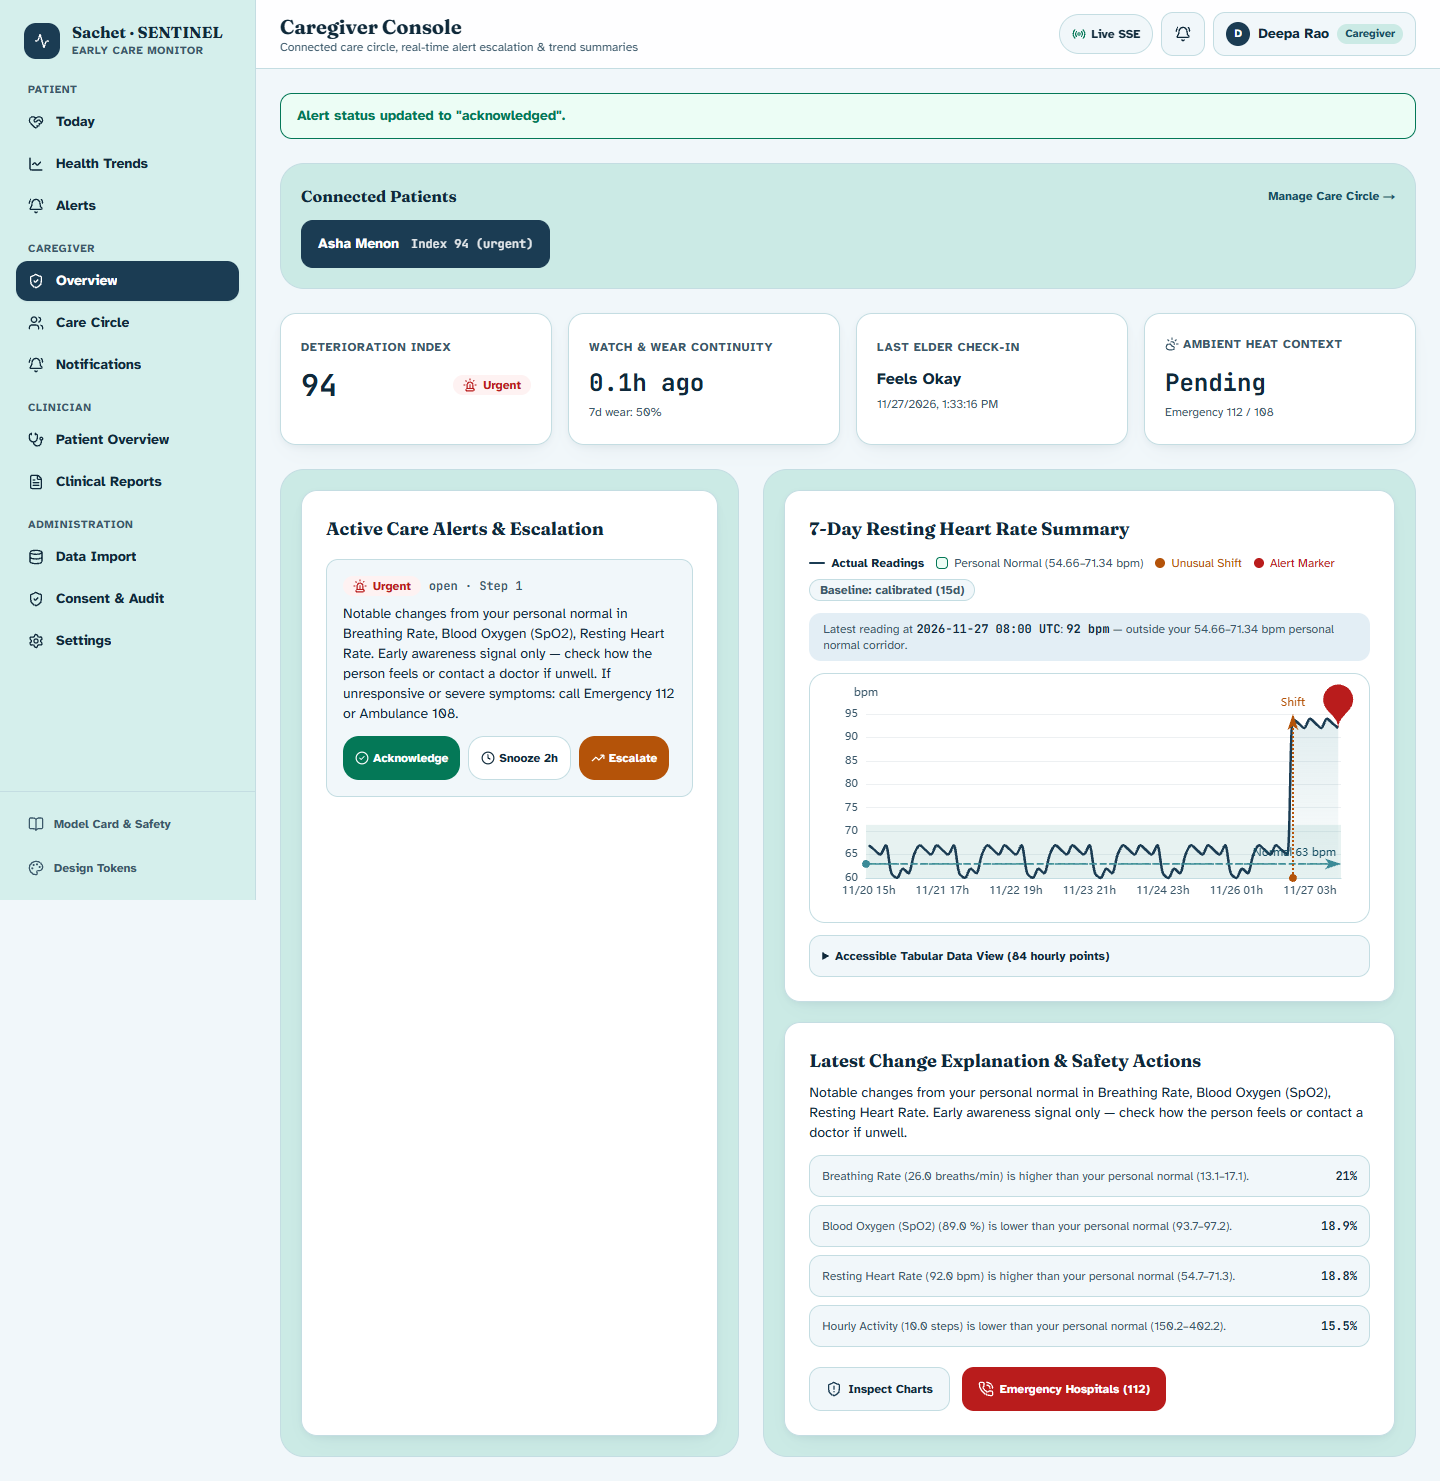 Sachet · SENTINEL
EARLY CARE MONITOR
PATIENT
Today
Health Trends
Alerts
CAREGIVER
Overview
Care Circle
Notifications
CLINICIAN
Patient Overview
Clinical Reports
ADMINISTRATION
Data Import
Consent & Audit
Settings
Model Card & Safety
Design Tokens
Caregiver Console
Connected care circle, real-time alert escalation & trend summaries
Live SSE
D Deepa Rao Caregiver
Alert status updated to "acknowledged".
Connected Patients
Manage Care Circle →
Asha Menon Index 94 (urgent)
DETERIORATION INDEX
94
Urgent
WATCH & WEAR CONTINUITY
0.1h ago
7d wear: 50%
LAST ELDER CHECK-IN
Feels Okay
11/27/2026, 1:33:16 PM
AMBIENT HEAT CONTEXT
Pending
Emergency 112 / 108
Active Care Alerts & Escalation
Urgent open · Step 1
Notable changes from your personal normal in
Breathing Rate, Blood Oxygen (SpO2), Resting Heart
Rate. Early awareness signal only — check how the
person feels or contact a doctor if unwell. If
unresponsive or severe symptoms: call Emergency 112
or Ambulance 108.
Acknowledge
Snooze 2h
Escalate
7-Day Resting Heart Rate Summary
Actual Readings Personal Normal (54.66–71.34 bpm) Unusual Shift Alert Marker
Baseline: calibrated (15d)
Latest reading at 2026-11-27 08:00 UTC: 92 bpm — outside your 54.66–71.34 bpm personal
normal corridor.
bpm
Shift
95
90
85
80
75
70
65
60
Normal 63 bpm
11/20 15h 11/21 17h 11/22 19h 11/23 21h 11/24 23h 11/26 01h 11/27 03h
Accessible Tabular Data View (84 hourly points)
Latest Change Explanation & Safety Actions
Notable changes from your personal normal in Breathing Rate, Blood Oxygen (SpO2),
Resting Heart Rate. Early awareness signal only — check how the person feels or contact a
doctor if unwell.
Breathing Rate (26.0 breaths/min) is higher than your personal normal (13.1–17.1). 21%
Blood Oxygen (SpO2) (89.0 %) is lower than your personal normal (93.7–97.2). 18.9%
Resting Heart Rate (92.0 bpm) is higher than your personal normal (54.7–71.3). 18.8%
Hourly Activity (10.0 steps) is lower than your personal normal (150.2–402.2). 15.5%
Inspect Charts
Emergency Hospitals (112)